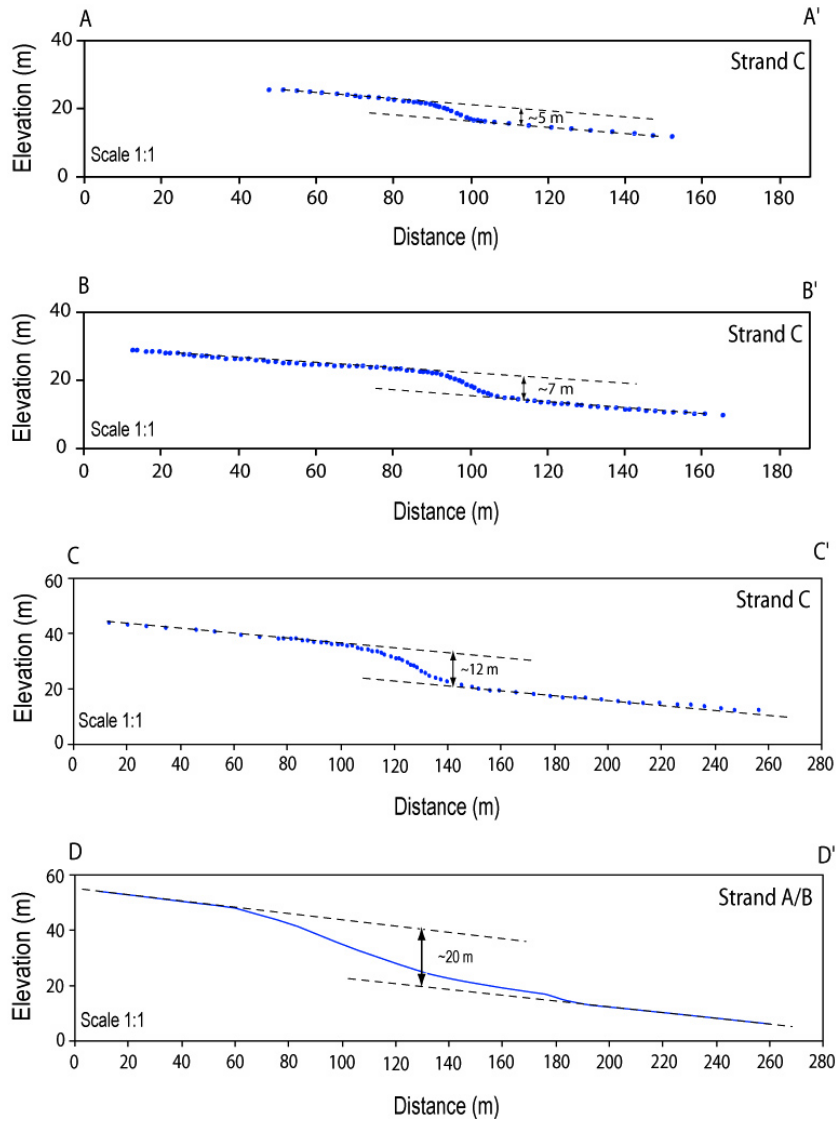 A A'
40
Strand C
20
~5 m
Scale 1:1
0
0 20 40 60 80 100 120 140 160 180
Elevation (m)
Distance (m)
B B'
40
Strand C
20
~7 m
Scale 1:1
0
0 20 40 60 80 100 120 140 160 180
Elevation (m)
Distance (m)
C C'
60
Strand C
40
~12 m
20
Scale 1:1
0
0 20 40 60 80 100 120 140 160 180 200 220 240 260 280
Elevation (m)
Distance (m)
D D'
60
Strand A/B
40
~20 m
20
Scale 1:1
0
0 20 40 60 80 100 120 140 160 180 200 220 240 260 280
Elevation (m)
Distance (m)